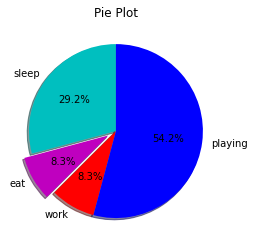 Pie Plot
sleep
29.2%
playing
54.2%
8.3%
eat
8.3%
work